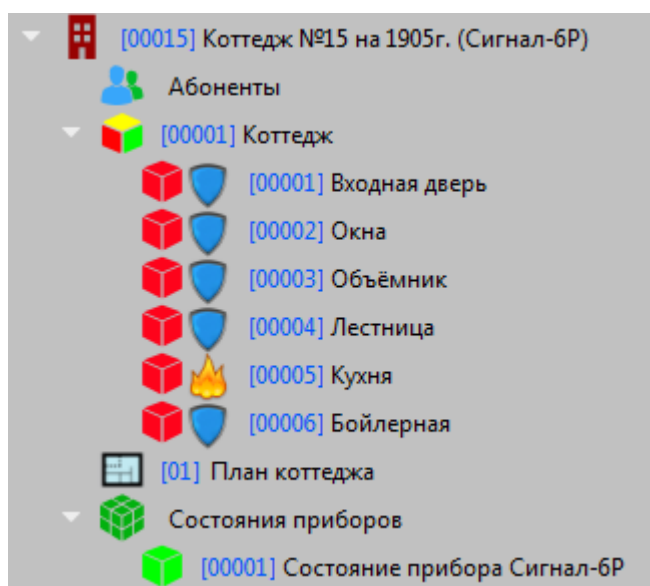 [00015] Коттедж №15 на 1905г. (Сигнал-6Р)
Абоненты
[00001] Коттедж
[00001] Входная дверь
[00002] Окна
[00003] Объёмник
[00004] Лестница
[00005] Кухня
[00006] Бойлерная
[01] План коттеджа
Состояния приборов
[00001] Состояние прибора Сигнал-6Р